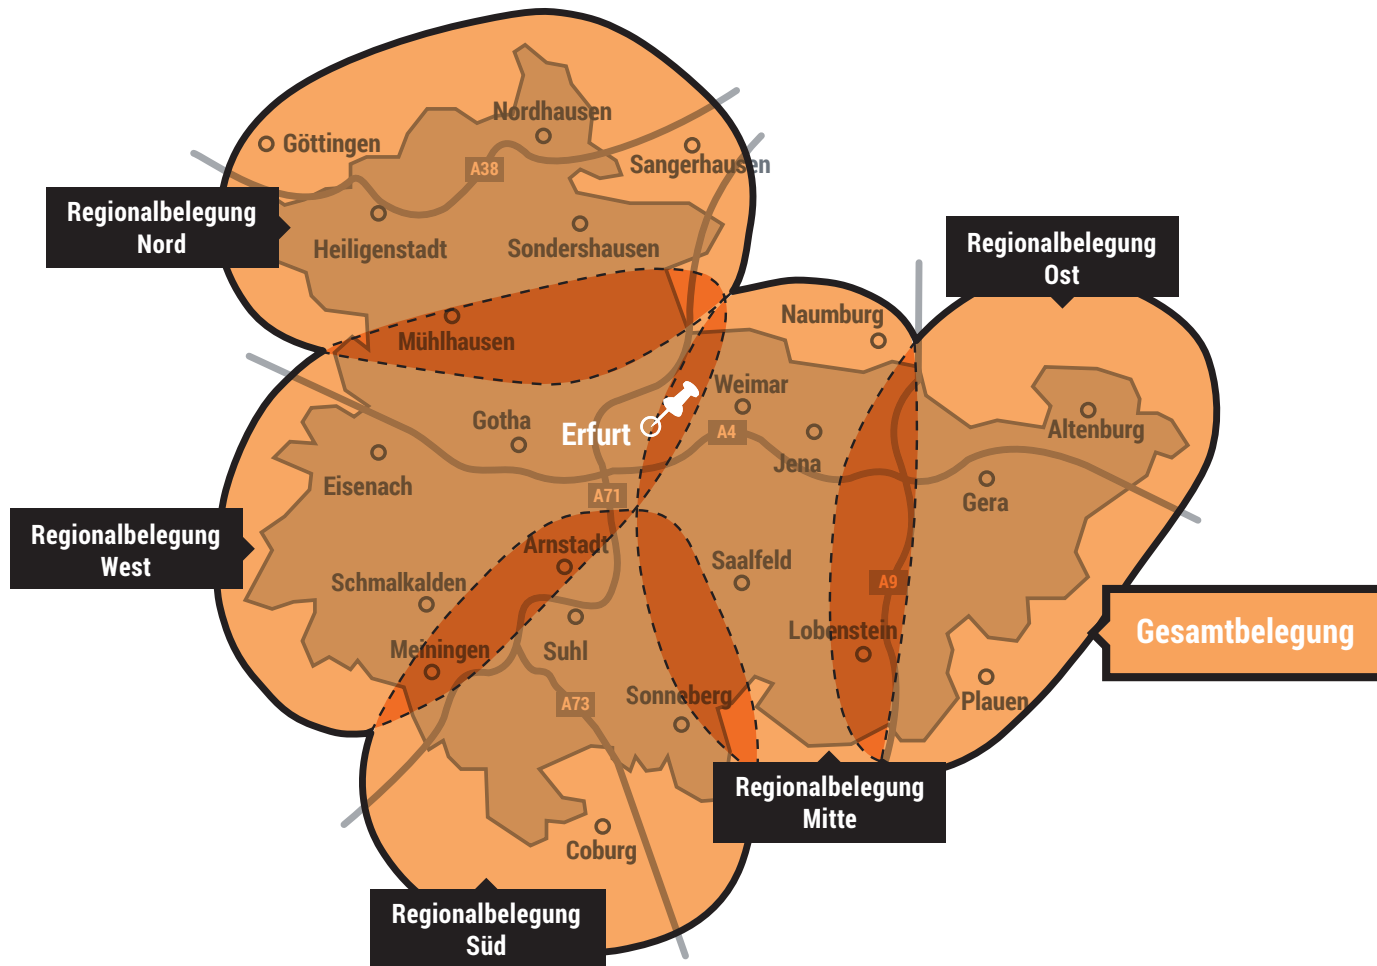 Nordhausen
Göttingen
Sangerhausen
A38
Regionalbelegung
Nord
Heiligenstadt
Sondershausen
Regionalbelegung
Ost
Naumburg
Mühlhausen
Weimar
Gotha
Erfurt
A4
Altenburg
Jena
Eisenach
A71
Gera
Regionalbelegung
West
Arnstadt
Saalfeld
Schmalkalden
A9
Lobenstein
Gesamtbelegung
Meiningen
Suhl
Sonneberg
A73
Plauen
Regionalbelegung
Mitte
Coburg
Regionalbelegung
Süd